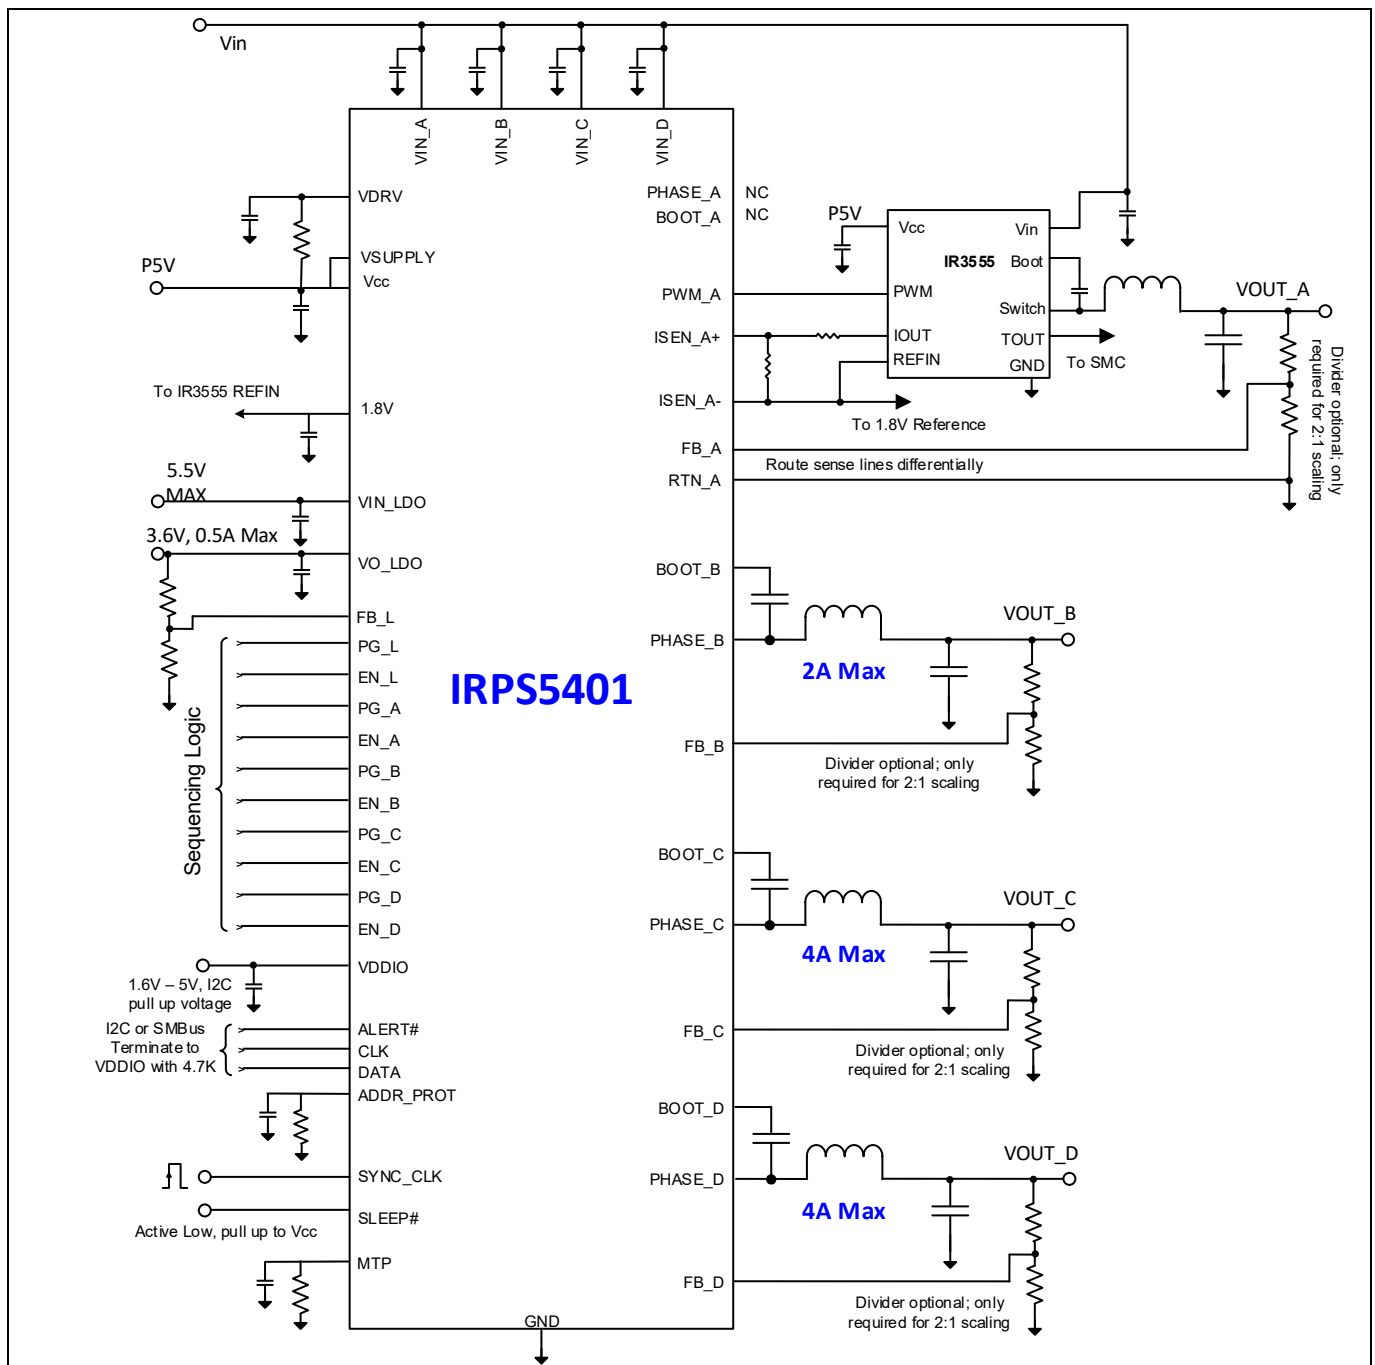 Vin
VIN_A
VIN_B
VIN_C
VIN_D
VDRV
VSUPPLY
P5V
Vcc
To IR3555 REFIN
1.8V
5.5V
MAX
VIN_LDO
3.6V, 0.5A Max
VO_LDO
FB_L
PG_L
EN_L
PG_A
EN_A
PG_B
EN_B
PG_C
EN_C
PG_D
EN_D
Sequencing Logic
VDDIO
1.6V – 5V, I2C
pull up voltage
I2C or SMBus
Terminate to
VDDIO with 4.7K
ALERT#
CLK
DATA
ADDR_PROT
SYNC_CLK
SLEEP#
Active Low, pull up to Vcc
MTP
GND
IRPS5401
PHASE_A NC
BOOT_A NC
PWM_A
ISEN_A+
ISEN_A-
FB_A
RTN_A
P5V
Vcc
Vin
IR3555 Boot
PWM
Switch
IOUT
TOUT
REFIN
GND
To SMC
To 1.8V Reference
Route sense lines differentially
VOUT_A
Divider optional; only
required for 2:1 scaling
BOOT_B
PHASE_B
2A Max
VOUT_B
FB_B
Divider optional; only
required for 2:1 scaling
BOOT_C
PHASE_C
4A Max
VOUT_C
FB_C
Divider optional; only
required for 2:1 scaling
BOOT_D
PHASE_D
4A Max
VOUT_D
FB_D
Divider optional; only
required for 2:1 scaling